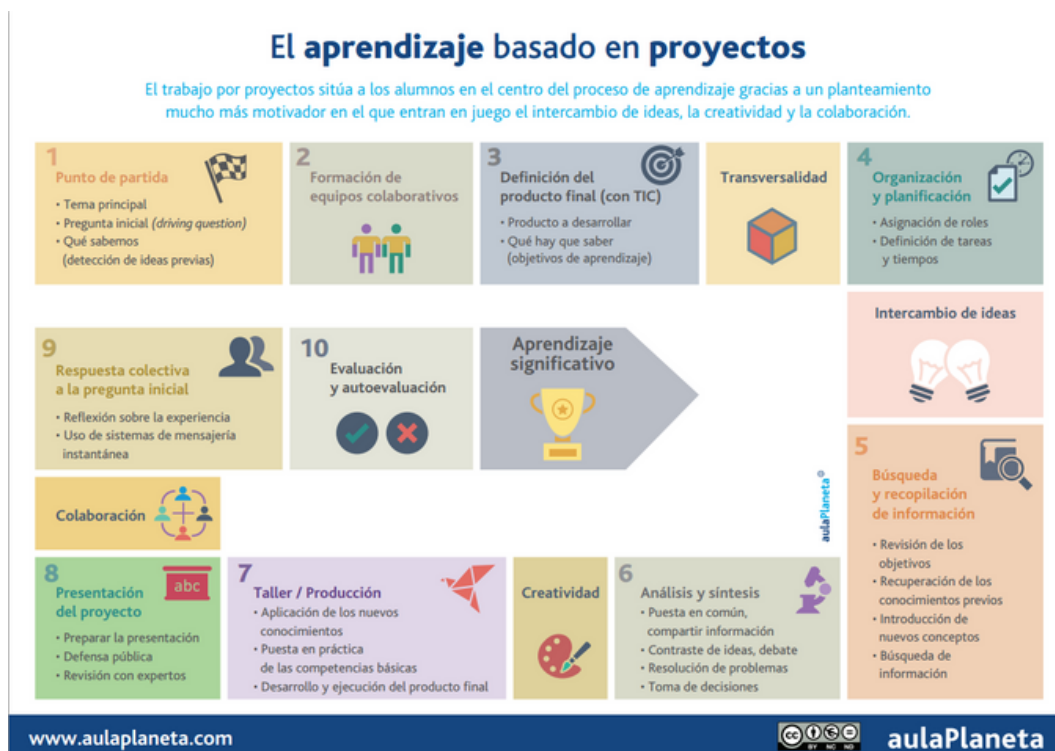 El aprendizaje basado en proyectos
El trabajo por proyectos sitúa a los alumnos en el centro del proceso de aprendizaje gracias a un planteamiento
mucho más motivador en el que entran en juego el intercambio de ideas, la creatividad y la colaboración.
1
Punto de partida
• Tema principal
• Pregunta inicial (driving question)
• Qué sabemos
(detección de ideas previas)
2
Formación de
equipos colaborativos
3
Definición del
producto final (con TIC)
• Producto a desarrollar
• Qué hay que saber
(objetivos de aprendizaje)
Transversalidad
4
Organización
y planificación
• Asignación de roles
• Definición de tareas
y tiempos
Intercambio de ideas
5
Búsqueda
y recopilación
de información
• Revisión de los
objetivos
• Recuperación de los
conocimientos previos
• Introducción de
nuevos conceptos
• Búsqueda de
información
6
Análisis y síntesis
• Puesta en común,
compartir información
• Contraste de ideas, debate
• Resolución de problemas
• Toma de decisiones
Creatividad
7
Taller / Producción
• Aplicación de los nuevos
conocimientos
• Puesta en práctica
de las competencias básicas
• Desarrollo y ejecución del producto final
8
abc
Presentación
del proyecto
• Preparar la presentación
• Defensa pública
• Revisión con expertos
Colaboración
9
Respuesta colectiva
a la pregunta inicial
• Reflexión sobre la experiencia
• Uso de sistemas de mensajería
instantánea
10
Evaluación
y autoevaluación
Aprendizaje
significativo
aulaPlaneta
www.aulaplaneta.com
cc
BY NC ND
aulaPlaneta